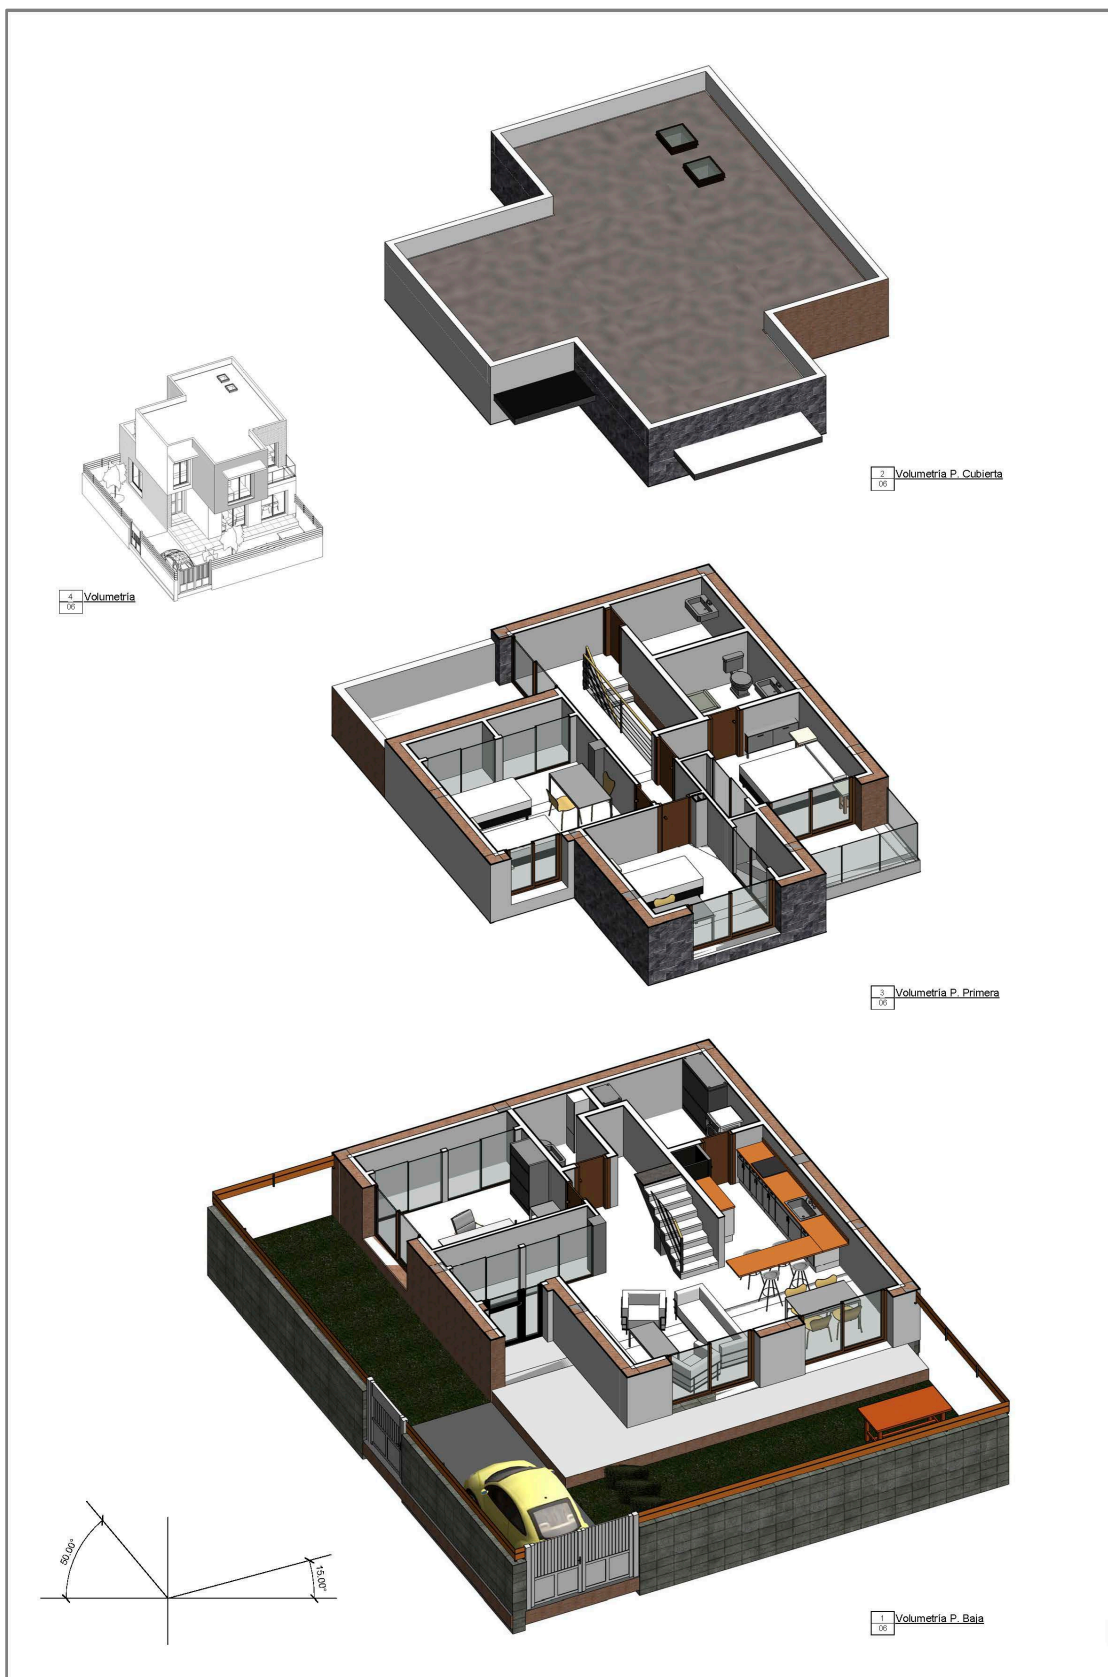 2 Volumetría P. Cubierta
06
4 Volumetría
06
3 Volumetría P. Primera
06
50.00°
15.00°
1 Volumetría P. Baja
06